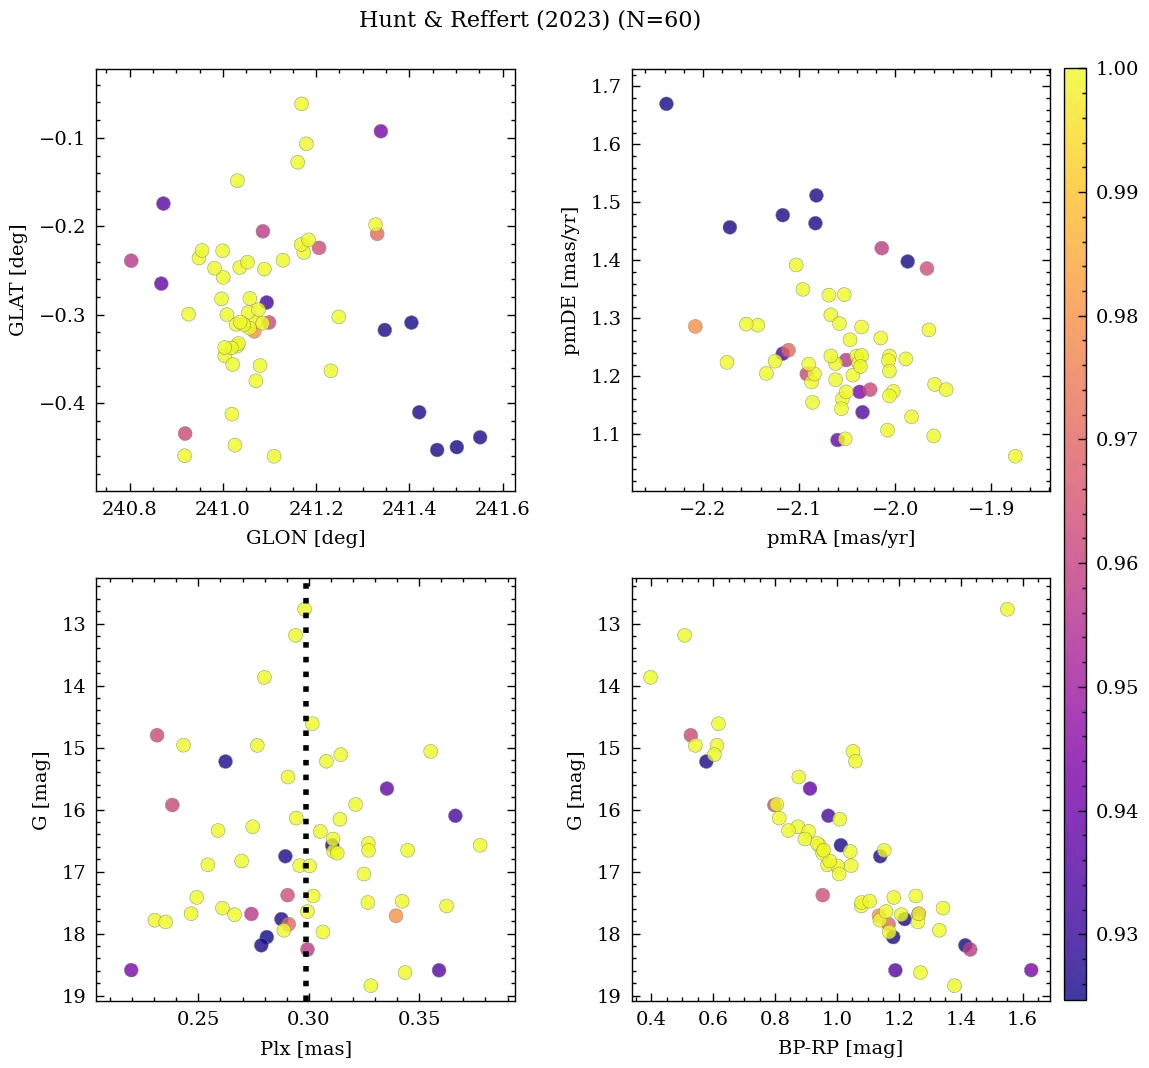 Hunt & Reffert (2023) (N=60)
−0.1
−0.2
−0.3
−0.4
GLAT [deg]
240.8 241.0 241.2 241.4 241.6
GLON [deg]
1.7
1.6
1.5
1.4
1.3
1.2
1.1
pmDE [mas/yr]
−2.2 −2.1 −2.0 −1.9
pmRA [mas/yr]
13
14
15
16
17
18
19
G [mag]
0.25 0.30 0.35
Plx [mas]
13
14
15
16
17
18
19
G [mag]
0.4 0.6 0.8 1.0 1.2 1.4 1.6
BP-RP [mag]
1.00
0.99
0.98
0.97
0.96
0.95
0.94
0.93